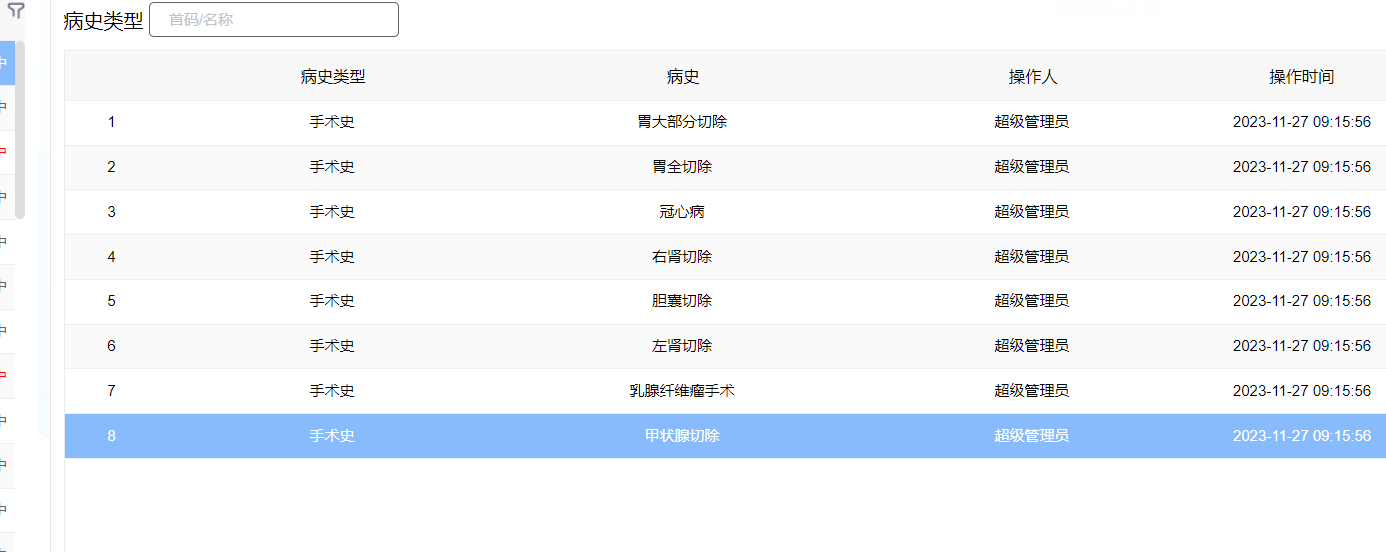 病史类型 首码/名称
病史类型 病史 操作人 操作时间
1 手术史 胃大部分切除 超级管理员 2023-11-27 09:15:56
2 手术史 胃全切除 超级管理员 2023-11-27 09:15:56
3 手术史 冠心病 超级管理员 2023-11-27 09:15:56
4 手术史 右肾切除 超级管理员 2023-11-27 09:15:56
5 手术史 胆囊切除 超级管理员 2023-11-27 09:15:56
6 手术史 左肾切除 超级管理员 2023-11-27 09:15:56
7 手术史 乳腺纤维瘤手术 超级管理员 2023-11-27 09:15:56
8 手术史 甲状腺切除 超级管理员 2023-11-27 09:15:56